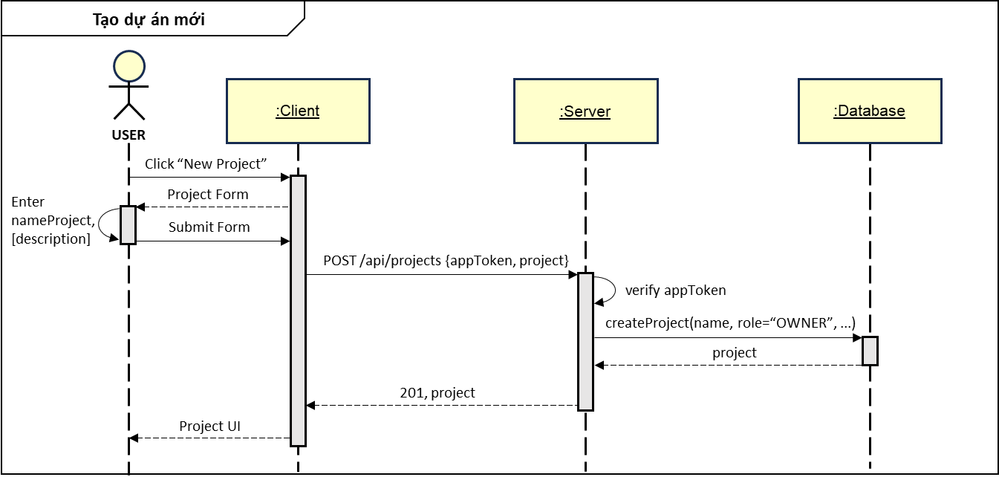 Tạo dự án mới
USER
:Client
:Server
:Database
Click “New Project”
Project Form
Enter
nameProject,
[description]
Submit Form
POST /api/projects {appToken, project}
verify appToken
createProject(name, role=“OWNER”, ...)
project
201, project
Project UI